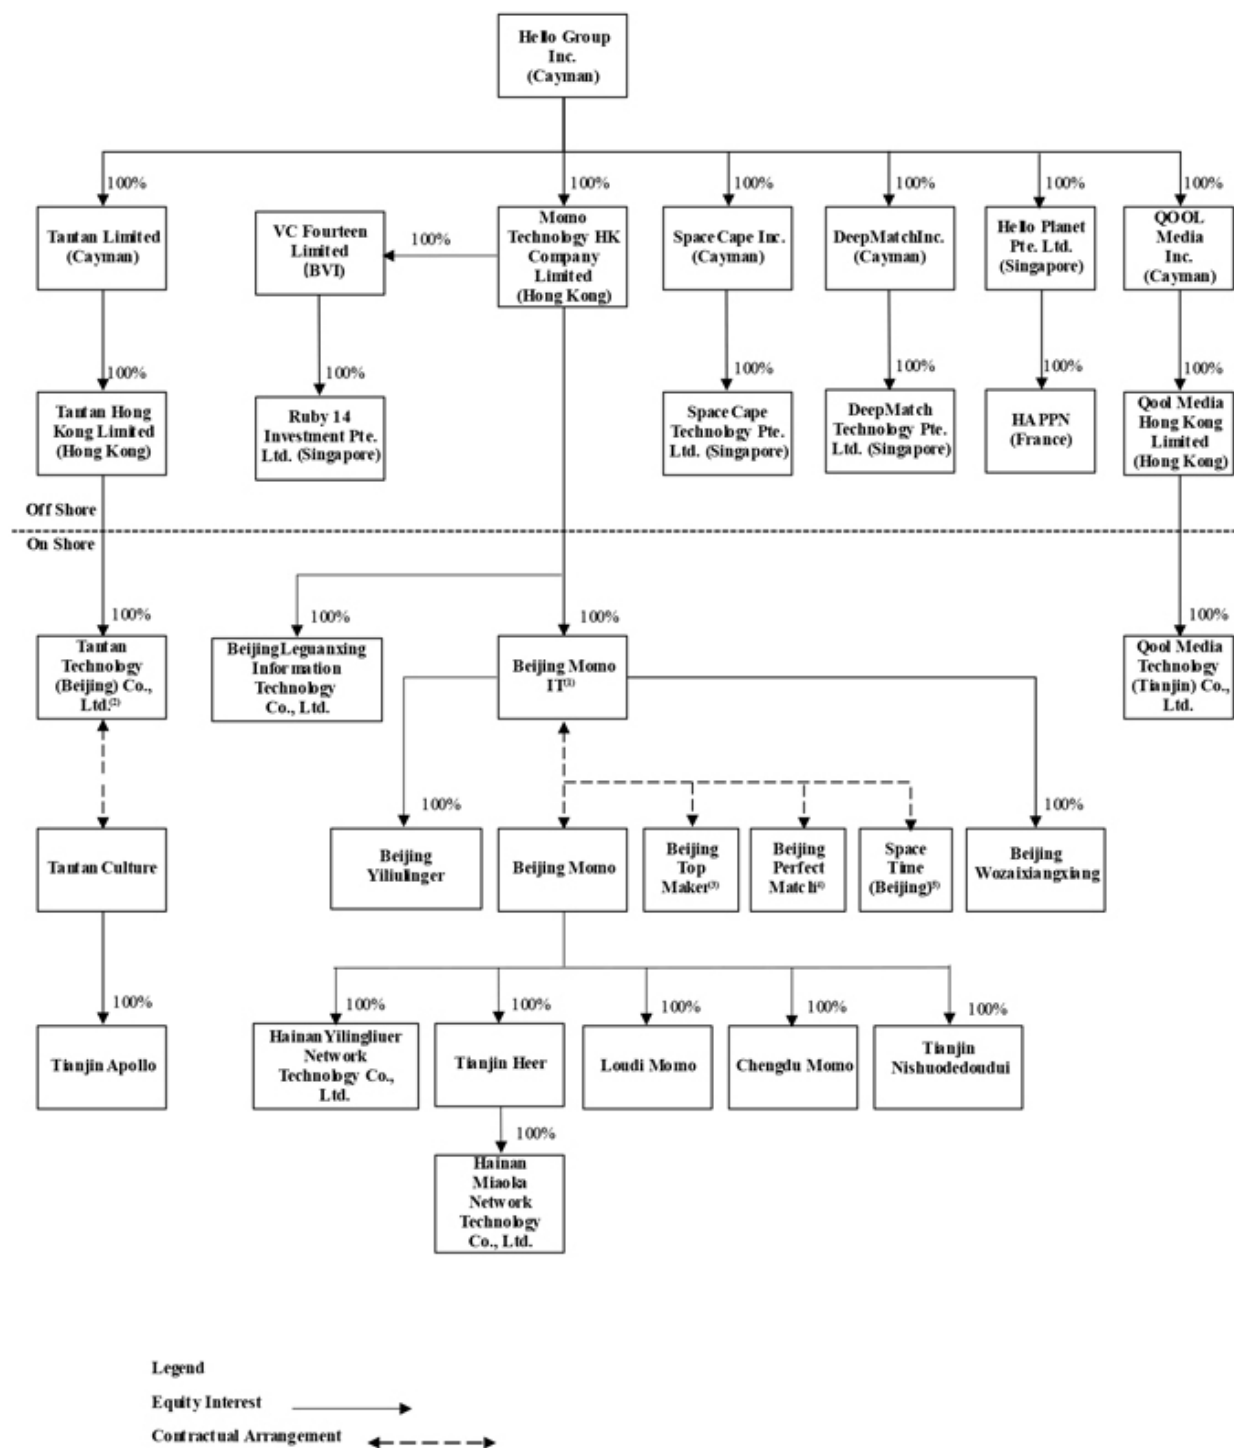 Hello Group
Inc.
(Cayman)
100%
100%
100%
100%
100%
100%
Tantan Limited
(Cayman)
VC Fourteen
Limited
(BVI)
100%
Momo
Technology HK
Company
Limited
(Hong Kong)
Space Cape Inc.
(Cayman)
DeepMatchInc.
(Cayman)
Hello Planet
Pte. Ltd.
(Singapore)
QOOL
Media
Inc.
(Cayman)
100%
100%
100%
100%
100%
100%
Tantan Hong
Kong Limited
(Hong Kong)
Ruby 14
Investment Pte.
Ltd. (Singapore)
Space Cape
Technology Pte.
Ltd. (Singapore)
DeepMatch
Technology Pte.
Ltd. (Singapore)
HAPPN
(France)
Qool Media
Hong Kong
Limited
(Hong Kong)
Off Shore
On Shore
100%
100%
100%
100%
Tantan
Technology
(Beijing) Co.,
Ltd.(2)
Beijing Leguanxing
Information
Technology
Co., Ltd.
Beijing Momo
IT(1)
Qool Media
Technology
(Tianjin) Co.,
Ltd.
100%
100%
Tantan Culture
Beijing
Yiliulinger
Beijing Momo
Beijing
Top
Maker(3)
Beijing
Perfect
Match(4)
Space
Time
(Beijing)(5)
Beijing
Wozaixiangxiang
100%
100%
100%
100%
100%
100%
Tianjin Apollo
Hainan Yilingliuer
Network
Technology Co.,
Ltd.
Tianjin Heer
Loudi Momo
Chengdu Momo
Tianjin
Nishuodedoudui
100%
Hainan
Miaoka
Network
Technology
Co., Ltd.
Legend
Equity Interest
Contractual Arrangement